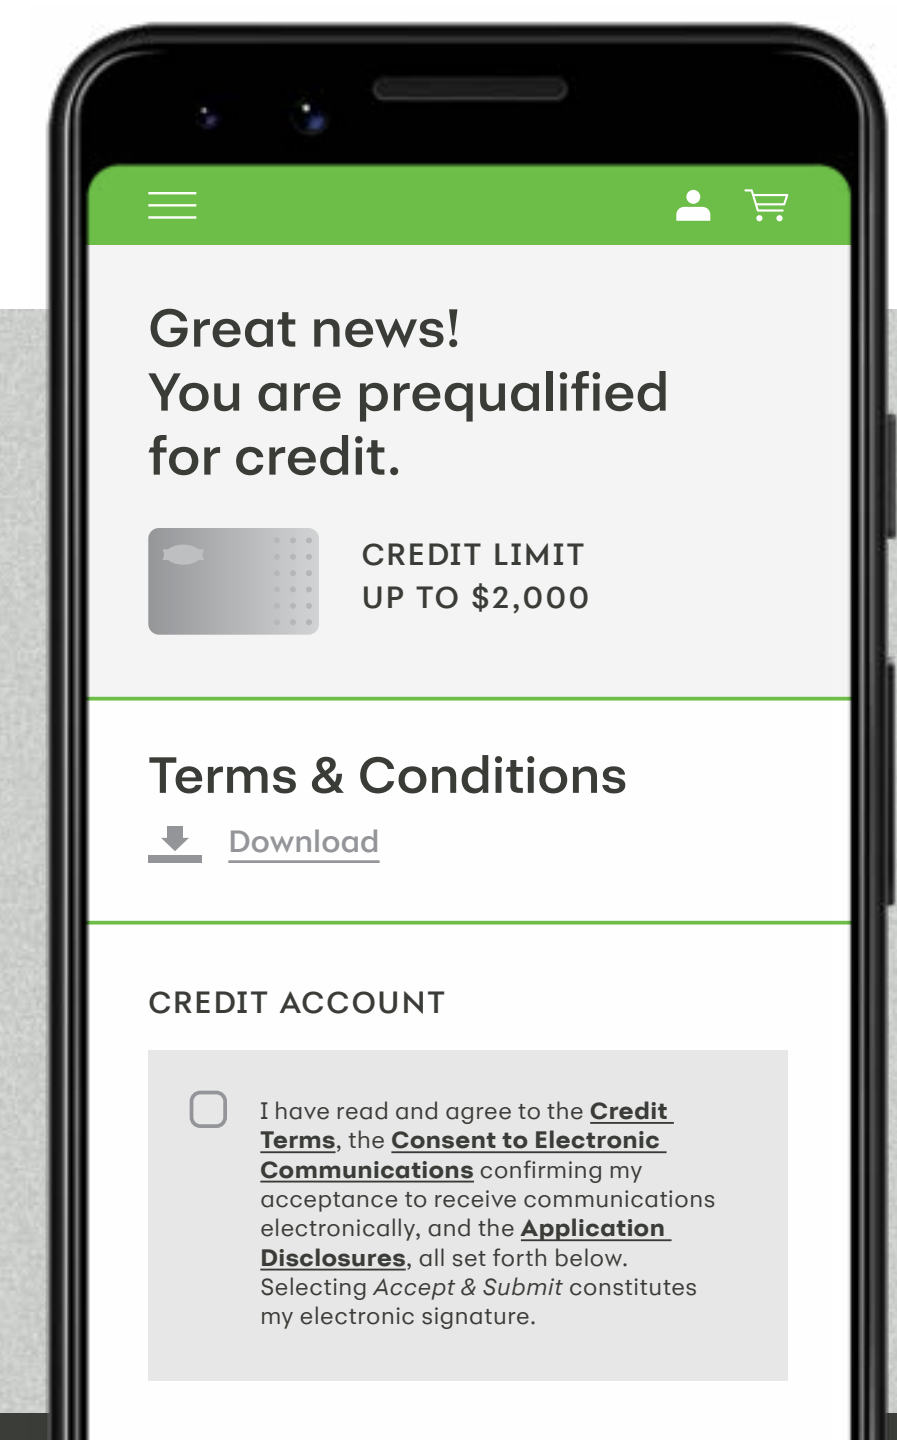 Great news!
You are prequalified
for credit.
CREDIT LIMIT
UP TO $2,000
Terms & Conditions
Download
CREDIT ACCOUNT
I have read and agree to the Credit
Terms, the Consent to Electronic
Communications confirming my
acceptance to receive communications
electronically, and the Application
Disclosures, all set forth below.
Selecting Accept & Submit constitutes
my electronic signature.